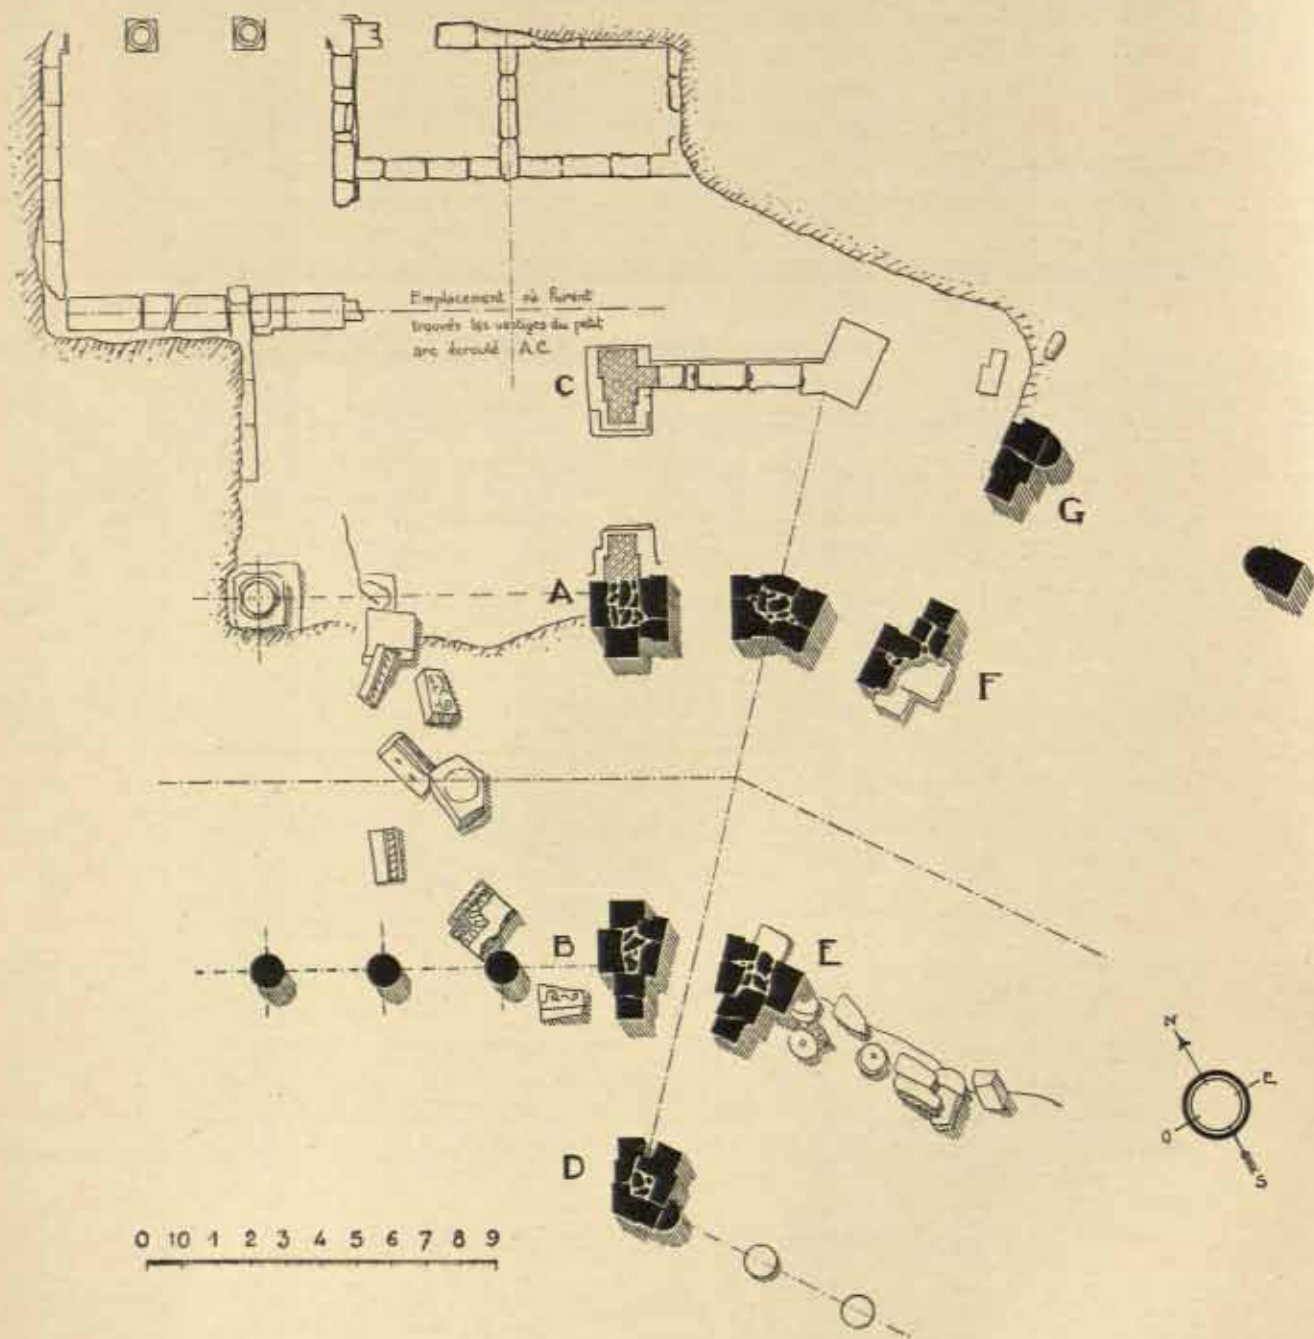 Emplacement où furent
trouvés les vestiges du petit
arc écroulé A.C.
C
G
A
F
B
E
D
N
E
O
S
0 10 1 2 3 4 5 6 7 8 9